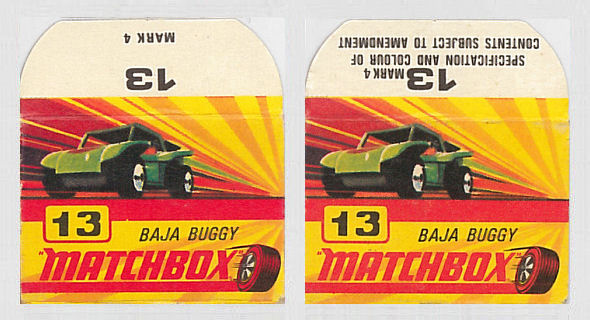 MARK 4
13
13
BAJA BUGGY
"MATCHBOX"
SPECIFICATION AND COLOUR OF
CONTENTS SUBJECT TO AMENDMENT
MARK 4
13
13
BAJA BUGGY
"MATCHBOX"